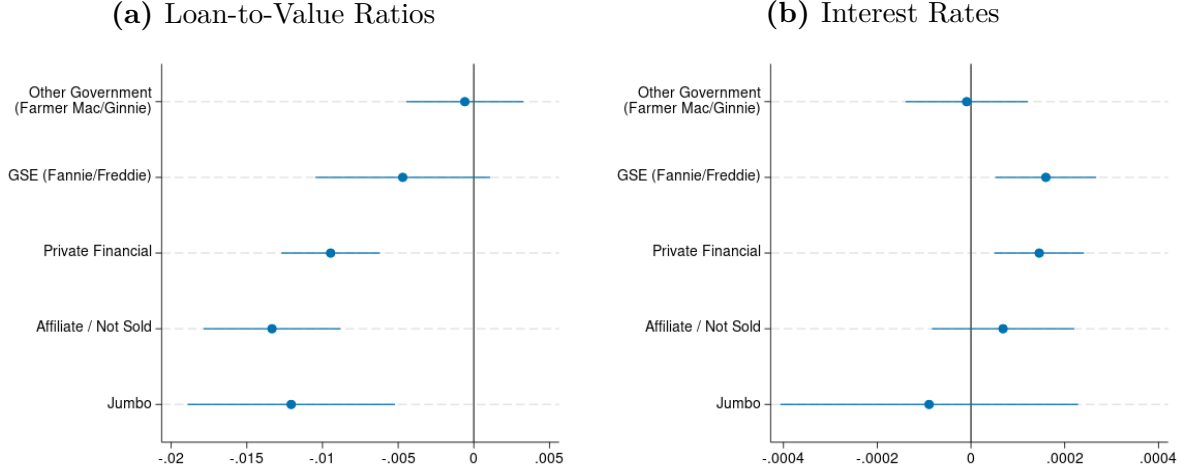 (a) Loan-to-Value Ratios
Other Government
(Farmer Mac/Ginnie)
GSE (Fannie/Freddie)
Private Financial
Affiliate / Not Sold
Jumbo
-.02 -.015 -.01 -.005 0 .005
(b) Interest Rates
Other Government
(Farmer Mac/Ginnie)
GSE (Fannie/Freddie)
Private Financial
Affiliate / Not Sold
Jumbo
-.0004 -.0002 0 .0002 .0004